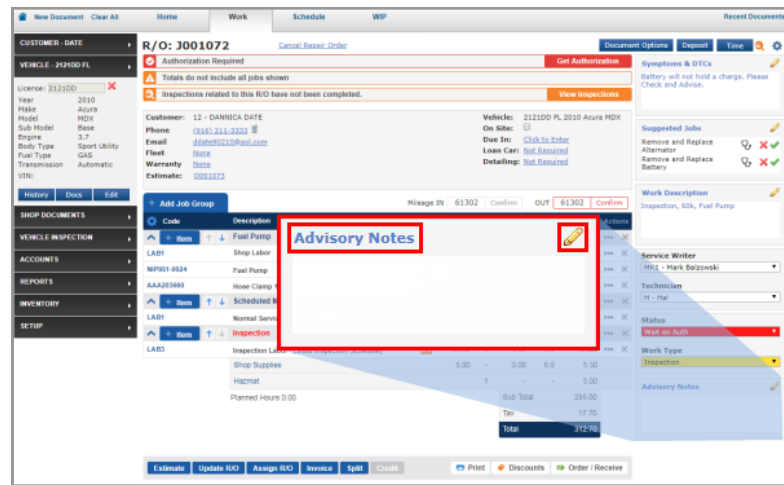 New Document Clear All
Home Work Schedule WIP
Recent Documents
CUSTOMER - DATE
VEHICLE - 2121DD FL
License: 2121DD
Year 2010
Make Acura
Model MDX
Sub Model Base
Engine 3.7
Body Type Sport Utility
Fuel Type GAS
Transmission Automatic
VIN:
History Docs Edit
SHOP DOCUMENTS
VEHICLE INSPECTION
ACCOUNTS
REPORTS
INVENTORY
SETUP
R/O: J001072 Cancel Repair Order
Document Options Deposit Time
Authorization Required Get Authorization
Totals do not include all jobs shown
Inspections related to this R/O have not been completed. View Inspections
Customer: 12 - DANNICA DATE
Phone (916) 211-3333
Email ddate90210@aol.com
Fleet None
Warranty None
Estimate: 0001073
Vehicle: 2121DD FL 2010 Acura MDX
On Site:
Due In: Click to Enter
Loan Car: Not Required
Detailing: Not Required
+ Add Job Group Mileage IN 61302 Confirm OUT 61302 Confirm
Code Description Actions
+ Item Fuel Pump
LAB1 Shop Labor
NIP901-0024 Fuel Pump
AAA203660 Hose Clamp
+ Item Scheduled
LAB1 Normal
+ Item Inspection
LAB3 Inspection
Shop Supplies 5.00 - 0.00 6.0 5.30
Hazmat 1 - - 5.00
Planned Hours 0.00
Sub Total 295.00
Tax 17.70
Total 312.70
Estimate Update R/O Assign R/O Invoice Split Credit
Print Discounts Order / Receive
Advisory Notes
Symptoms & DTCs
Battery will not hold a charge. Please
Check and Advise.
Suggested Jobs
Remove and Replace
Alternator
Remove and Replace
Battery
Work Description
Inspection, 60k, Fuel Pump
Service Writer
MK1 - Mark Balzowski
Technician
H - Hal
Status
Wait on Auth
Work Type
Inspection
Advisory Notes